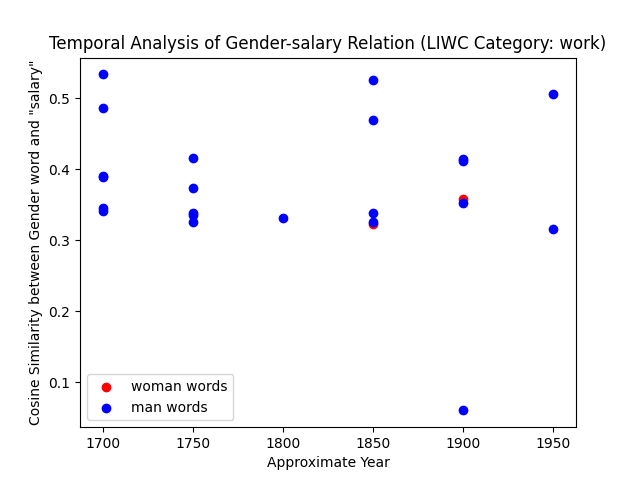 Temporal Analysis of Gender-salary Relation (LIWC Category: work)
Cosine Similarity between Gender word and "salary"
0.5
0.4
0.3
0.2
0.1
woman words
man words
1700 1750 1800 1850 1900 1950
Approximate Year